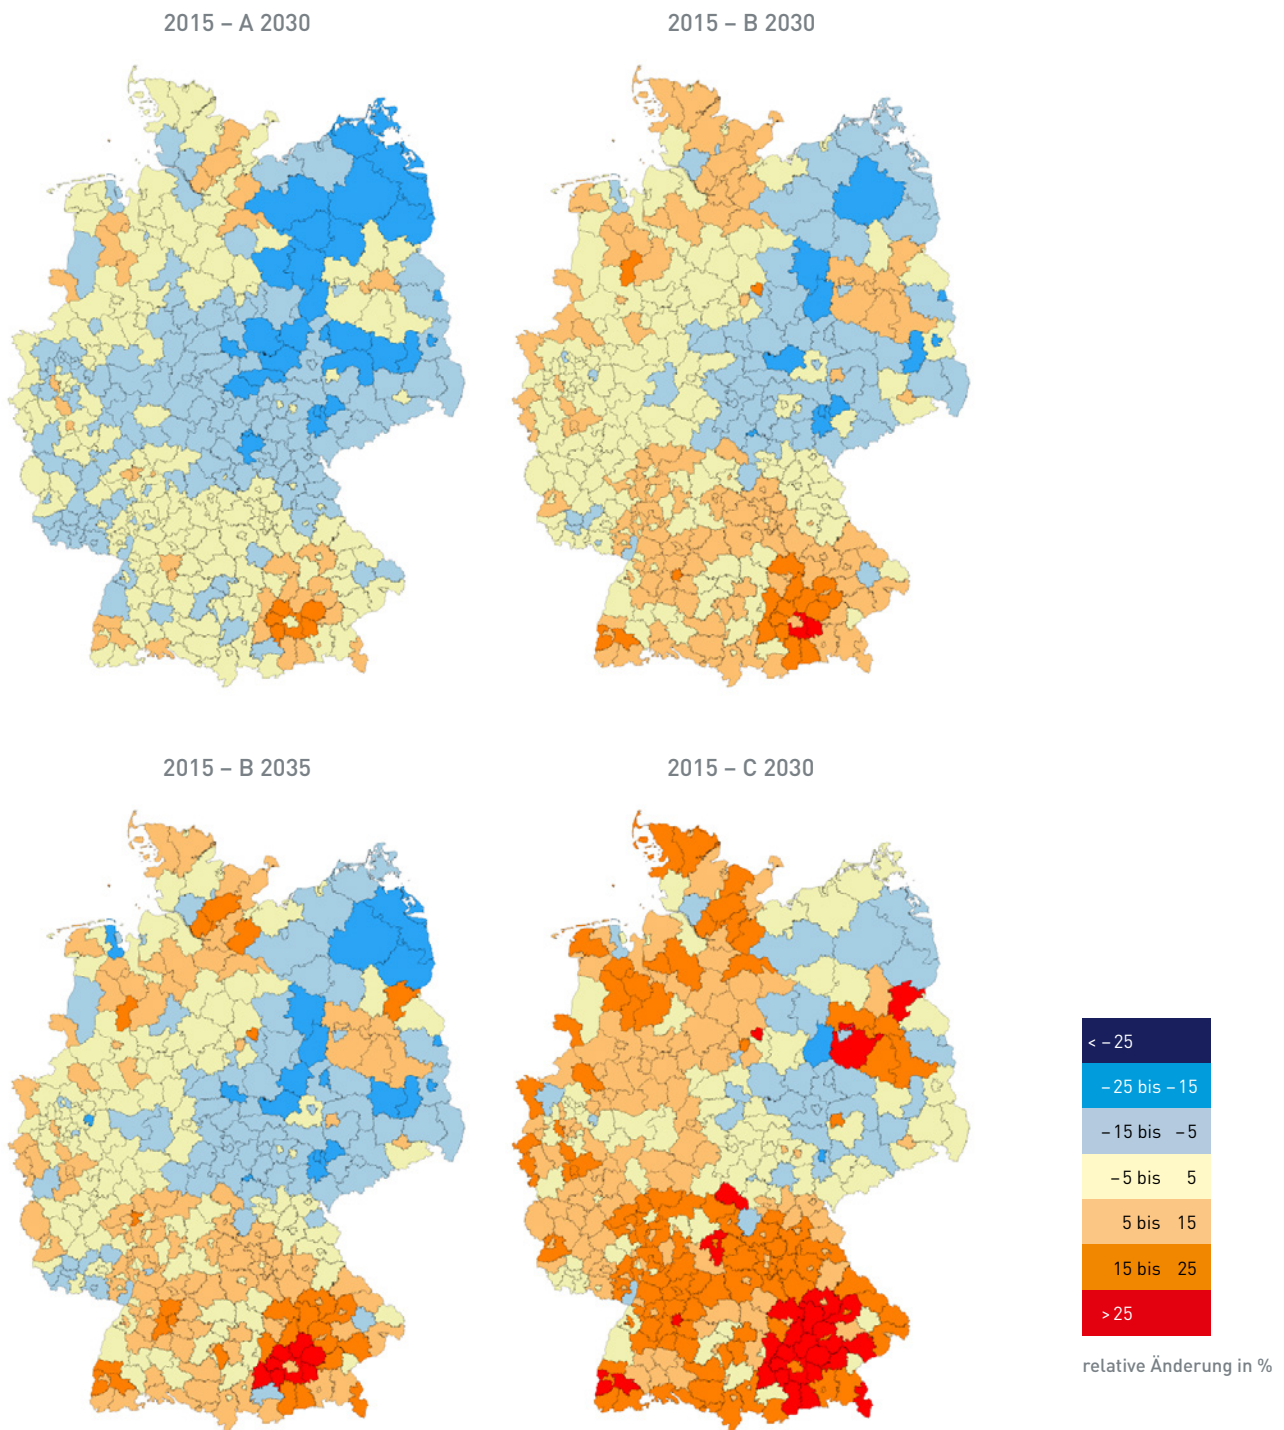 2015 – A 2030
2015 – B 2030
2015 – B 2035
2015 – C 2030
< – 25
– 25 bis – 15
– 15 bis – 5
– 5 bis 5
5 bis 15
15 bis 25
> 25
relative Änderung in %